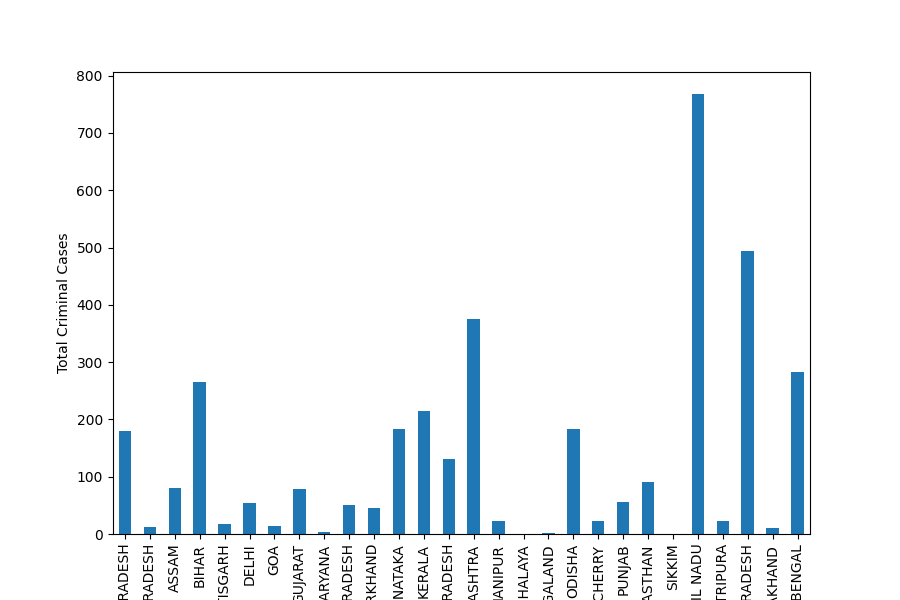 800
700
600
500
400
300
200
100
0
Total Criminal Cases
RADESH
RADESH
ASSAM
BIHAR
TISGARH
DELHI
GOA
GUJARAT
ARYANA
RADESH
RKHAND
NATAKA
KERALA
RADESH
ASHTRA
ANIPUR
HALAYA
GALAND
ODISHA
CHERRY
PUNJAB
ASTHAN
SIKKIM
IL NADU
TRIPURA
RADESH
AKHAND
BENGAL